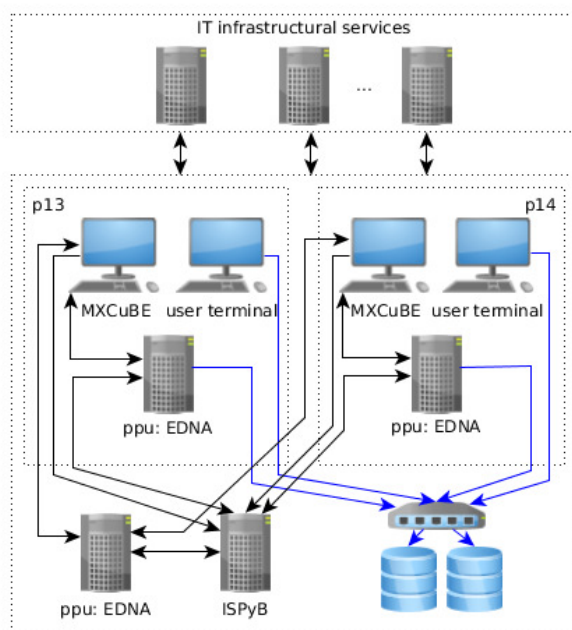 IT infrastructural services
...
p13
p14
MXCuBE
user terminal
MXCuBE
user terminal
ppu: EDNA
ppu: EDNA
ppu: EDNA
ISPyB